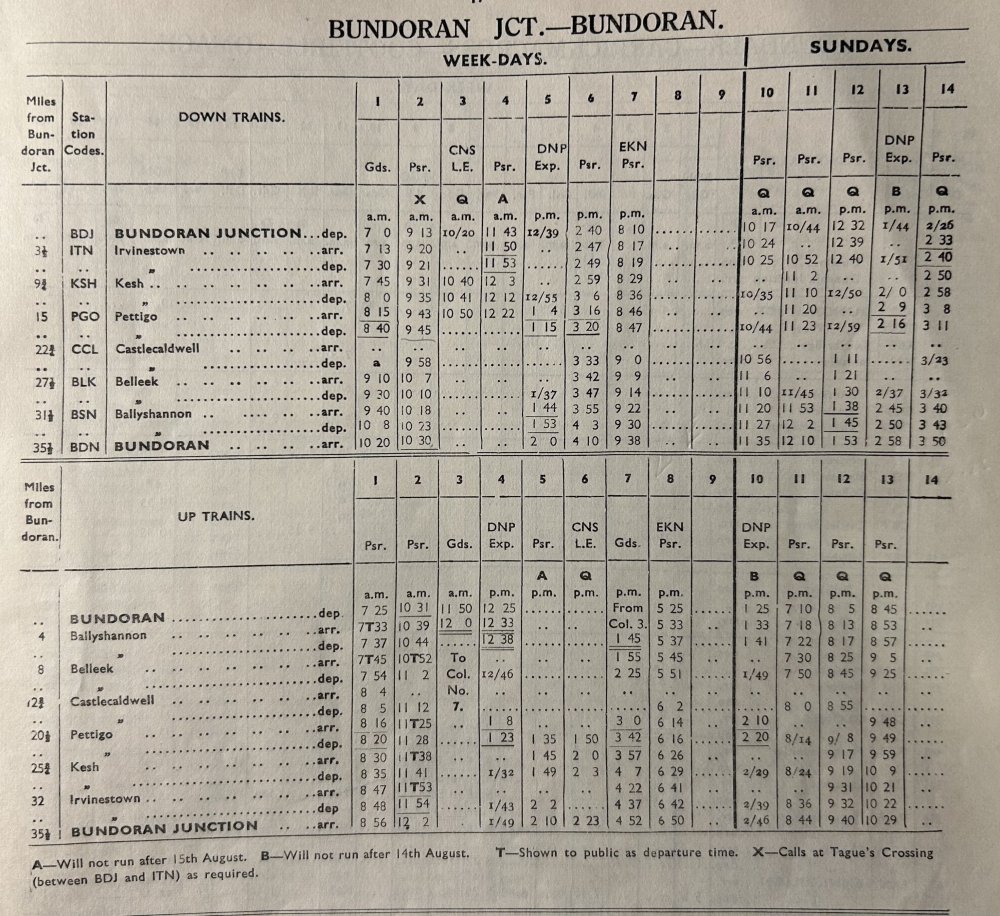 BUNDORAN JCT.—BUNDORAN.
WEEK-DAYS. SUNDAYS.
Miles from Bundoran Jct. Station Codes. DOWN TRAINS. 1 2 3 4 5 6 7 8 9 10 11 12 13 14
CNS DNP EKN DNP
Gds. Psr. L.E. Psr. Exp. Psr. Psr. Psr. Psr. Psr. Exp. Psr.
X Q A Q Q Q B Q
a.m. a.m. a.m. a.m. p.m. p.m. p.m. a.m. a.m. p.m. p.m. p.m.
.. BDJ BUNDORAN JUNCTION...dep. 7 0 9 13 10/20 11 43 12/39 2 40 8 10 10 17 10/44 12 32 1/44 2/26
3½ ITN Irvinestown .. .. .. ..arr. 7 13 9 20 .. 11 50 .. 2 47 8 17 10 24 .. 12 39 .. 2 33
.. .. „ ..................dep. 7 30 9 21 ...... 11 53 2 49 8 19 10 25 10 52 12 40 1/51 2 40
9¾ KSH Kesh .. .. .. .. ..arr. 7 45 9 31 10 40 12 3 .. 2 59 8 29 11 2 .. .. 2 50
.. .. „ ..................dep. 8 0 9 35 10 41 12 12 12/55 3 6 8 36 10/35 11 10 12/50 2/ 0 2 58
15 PGO Pettigo .. .. .. .. ..arr. 8 15 9 43 10 50 12 22 1 4 3 16 8 46 11 20 .. 2 9 3 8
.. .. „ ..................dep. 8 40 9 45 ...... 1 15 3 20 8 47 10/44 11 23 12/59 2 16 3 11
22¾ CCL Castlecaldwell .. .. .. ..arr. .. .. .. .. .. .. .. .. .. .. .. ..
.. .. „ ..................dep. a 9 58 ...... 3 33 9 0 10 56 ...... 1 11 ...... 3/23
27½ BLK Belleek .. .. .. .. ..arr. 9 10 10 7 .. .. 3 42 9 9 11 6 .. 1 21 .. ..
.. .. „ ..................dep. 9 30 10 10 ...... 1/37 3 47 9 14 11 10 11/45 1 30 2/37 3/32
31½ BSN Ballyshannon .. .. .. ..arr. 9 40 10 18 .. .. 1 44 3 55 9 22 11 20 11 53 1 38 2 45 3 40
.. .. „ ..................dep. 10 8 10 23 ...... 1 53 4 3 9 30 11 27 12 2 1 45 2 50 3 43
35½ BDN BUNDORAN .. .. ..arr. 10 20 10 30 .. .. 2 0 4 10 9 38 11 35 12 10 1 53 2 58 3 50
Miles from Bundoran. UP TRAINS. 1 2 3 4 5 6 7 8 9 10 11 12 13 14
DNP CNS EKN DNP
Psr. Psr. Gds. Exp. Psr. L.E. Gds. Psr. Exp. Psr. Psr. Psr.
A Q B Q Q Q
a.m. a.m. a.m. p.m. p.m. p.m. p.m. p.m. p.m. p.m. p.m. p.m.
.. BUNDORAN ..................dep. 7 25 10 31 11 50 12 25 From 5 25 1 25 7 10 8 5 8 45
4 Ballyshannon .. .. .. .. ..arr. 7T33 10 39 12 0 12 33 Col. 3. 5 33 1 33 7 18 8 13 8 53
.. „ ..................dep. 7 37 10 44 12 38 1 45 5 37 1 41 7 22 8 17 8 57
8 Belleek .. .. .. .. ..arr. 7T45 10T52 To .. .. .. 1 55 5 45 .. 7 30 8 25 9 5
.. „ ..................dep. 7 54 11 2 Col. 12/46 2 25 5 51 1/49 7 50 8 45 9 25
12¾ Castlecaldwell .. .. .. ..arr. 8 4 .. No. .. .. .. .. .. .. .. .. ..
.. „ ..................dep. 8 5 11 12 7. 6 2 8 0 8 55
20½ Pettigo .. .. .. .. ..arr. 8 16 11T25 .. 1 8 .. .. 3 0 6 14 2 10 .. .. 9 48
.. „ ..................dep. 8 20 11 28 ...... 1 23 1 35 1 50 3 42 6 16 2 20 8/14 9/ 8 9 49
25¾ Kesh .. .. .. .. ..arr. 8 30 11T38 .. .. 1 45 2 0 3 57 6 26 .. .. 9 17 9 59
.. „ ..................dep. 8 35 11 41 ...... 1/32 1 49 2 3 4 7 6 29 2/29 8/24 9 19 10 9
32 Irvinestown .. .. .. .. ..arr. 8 47 11T53 .. .. .. .. 4 22 6 41 .. .. 9 31 10 21
.. „ ..................dep 8 48 11 54 ...... 1/43 2 2 ...... 4 37 6 42 2/39 8 36 9 32 10 22
35½ BUNDORAN JUNCTION .. .. ..arr. 8 56 12 2 .. 1/49 2 10 2 23 4 52 6 50 2/46 8 44 9 40 10 29
A—Will not run after 15th August. B—Will not run after 14th August. T—Shown to public as departure time. X—Calls at Tague's Crossing
(between BDJ and ITN) as required.